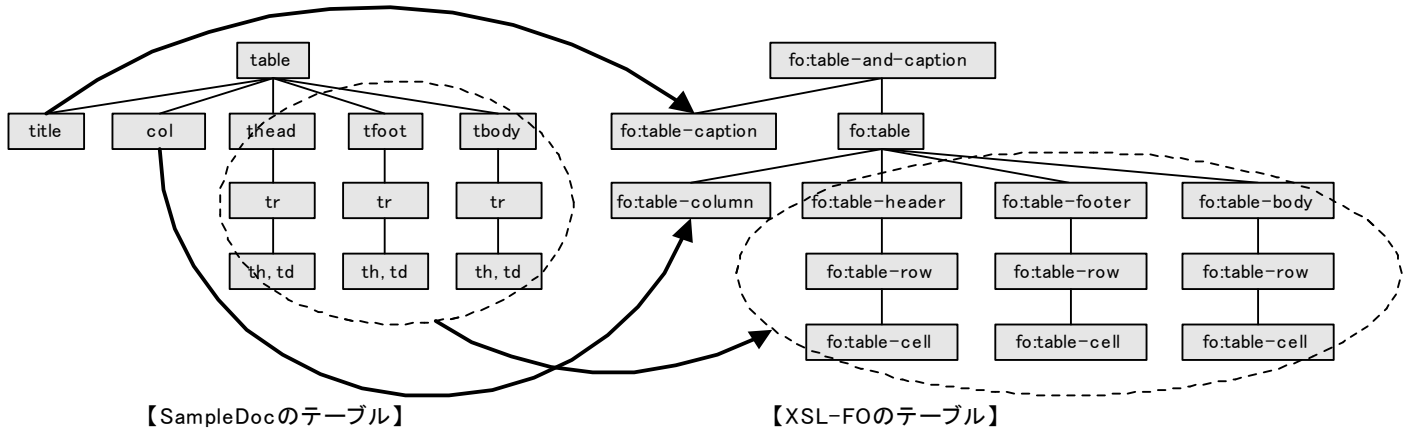 table
fo:table-and-caption
title
col
thead
tfoot
tbody
fo:table-caption
fo:table
tr
tr
tr
fo:table-column
fo:table-header
fo:table-footer
fo:table-body
th,td
th,td
th,td
fo:table-row
fo:table-row
fo:table-row
fo:table-cell
fo:table-cell
fo:table-cell
【SampleDocのテーブル】
【XSL-FOのテーブル】